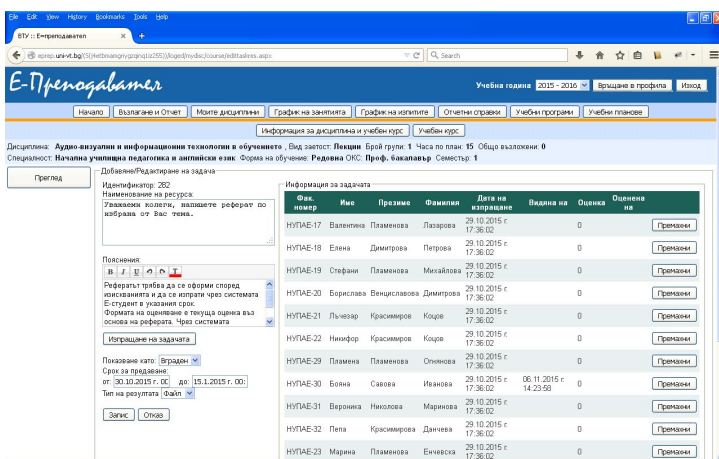 File Edit View History Bookmarks Tools Help
ВТУ :: Е=преподавател
eprep.uni-vt.bg/(S(
Search
Е-Преподавател
Учебна година 2015 - 2016 Връщане в профила Изход
Начало Възлагане и Отчет Моите дисциплини График на занятията График на изпитите Отчетни справки Учебни програми Учебни планове
Информация за дисциплина и учебен курс Учебен курс
Дисциплина: Аудио-визуални и информационни технологии в обучението , Вид заетост: Лекции Брой групи: 1 Часа по план: 15 Общо възложени: 0
Специалност: Начална училищна педагогика и английски език Форма на обучение: Редовна ОКС: Проф. бакалавър Семестър: 1
Преглед
Добавяне/Редактиране на задача
Идентификатор: 282
Наименование на ресурса:
Уважаеми колеги, напишете реферат по
избрана от Вас тема.
Пояснения:
B I U T
Рефератът трябва да се оформи според
изискванията и да се изпрати чрез системата
Е-студент в указания срок.
Формата на оценяване е текуща оценка въз
основа на реферата. Чрез системата
Изпращане на задачата
Показване като: Вграден
Срок за предаване:
от: 30.10.2015 г. 00 до: 15.1.2015 г. 00:
Тип на резултата Файл
Запис Отказ
Информация за задачата
Фак. номер Име Презиме Фамилия Дата на изпращане Видяна на Оценка Оценена на
НУПАЕ-17 Валентина Пламенова Лазарова 29.10.2015 г. 17:36:02 0 Премахни
НУПАЕ-18 Елена Димитрова Петрова 29.10.2015 г. 17:36:02 0 Премахни
НУПАЕ-19 Стефани Пламенова Михайлова 29.10.2015 г. 17:36:02 0 Премахни
НУПАЕ-20 Борислава Венциславова Димитрова 29.10.2015 г. 17:36:02 0 Премахни
НУПАЕ-21 Лъчезар Красимиров Коцов 29.10.2015 г. 17:36:02 0 Премахни
НУПАЕ-22 Никифор Красимиров Коцов 29.10.2015 г. 17:36:02 0 Премахни
НУПАЕ-29 Пламена Пламенова Огнянова 29.10.2015 г. 17:36:02 0 Премахни
НУПАЕ-30 Бояна Савова Иванова 29.10.2015 г. 17:36:02 06.11.2015 г. 14:23:58 0 Премахни
НУПАЕ-31 Вероника Николова Маринова 29.10.2015 г. 17:36:02 0 Премахни
НУПАЕ-32 Пепа Красимирова Данчева 29.10.2015 г. 17:36:02 0 Премахни
НУПАЕ-23 Марина Пламенова Енчевска 29.10.2015 г. 17:36:02 0 Премахни